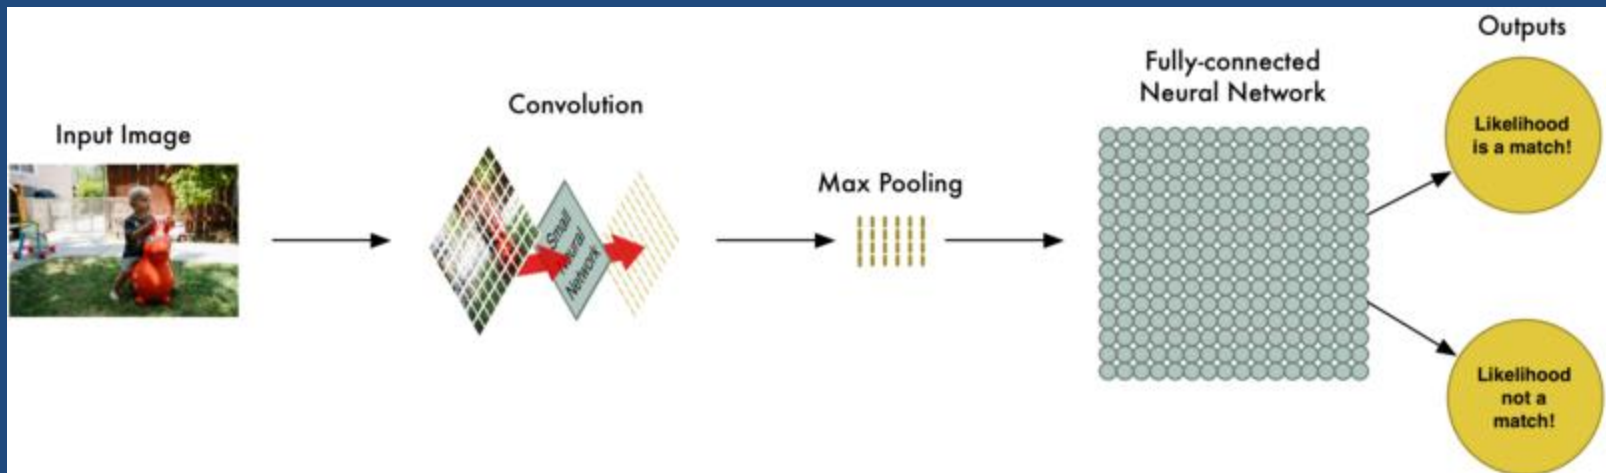 Input Image
Convolution
Small
Neural
Network
Max Pooling
Fully-connected
Neural Network
Outputs
Likelihood
is a match!
Likelihood
not a
match!